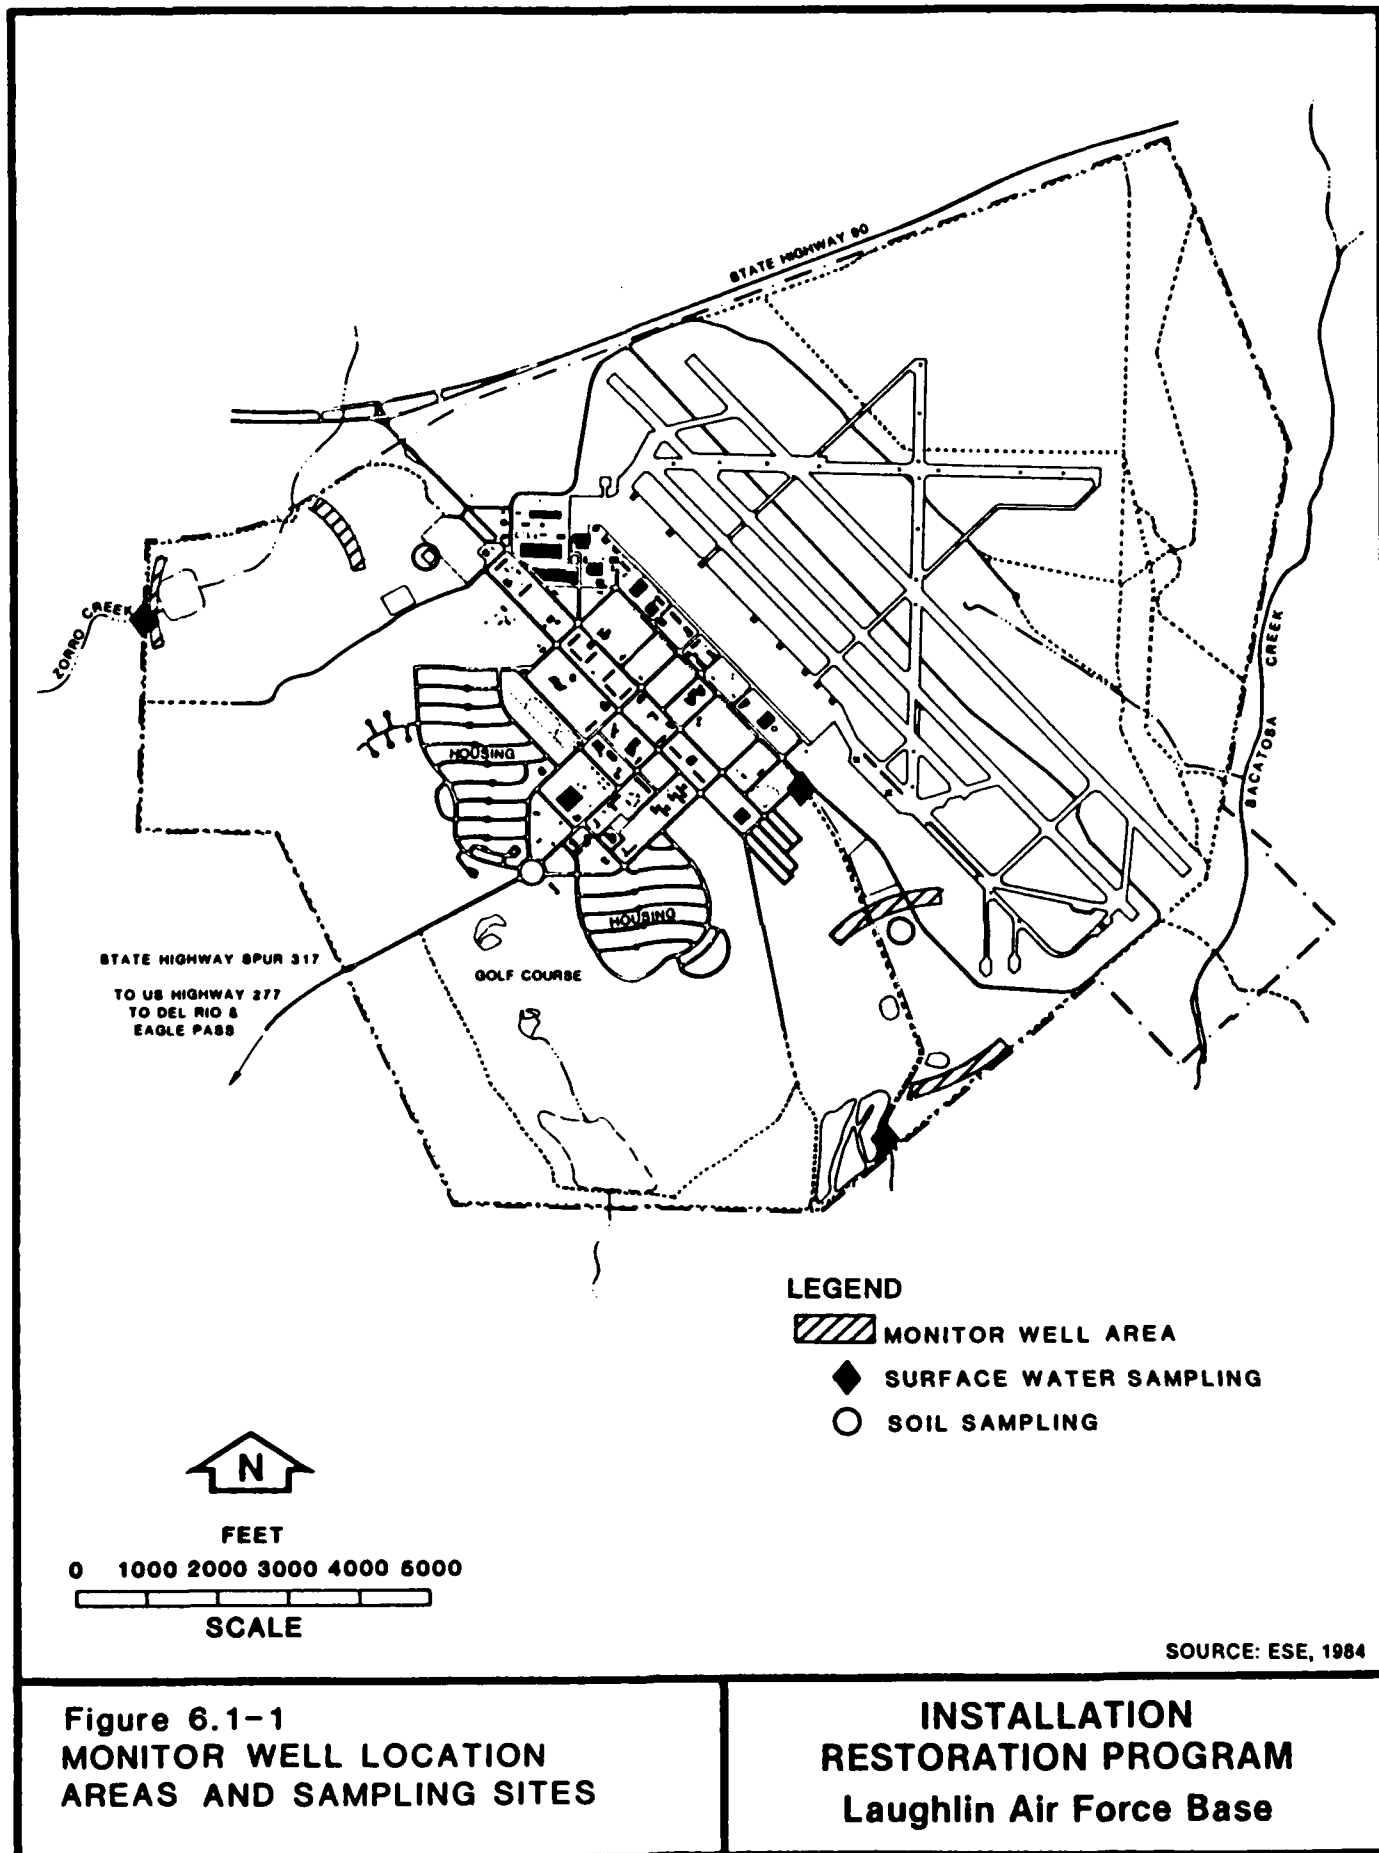 STATE HIGHWAY 90
ZORRO CREEK
HOUSING
BACATOSA CREEK
HOUSING
STATE HIGHWAY SPUR 317
GOLF COURSE
TO US HIGHWAY 277
TO DEL RIO &
EAGLE PASS
LEGEND
MONITOR WELL AREA
SURFACE WATER SAMPLING
SOIL SAMPLING
N
FEET
0 1000 2000 3000 4000 5000
SCALE
SOURCE: ESE, 1984
Figure 6.1-1
MONITOR WELL LOCATION
AREAS AND SAMPLING SITES
INSTALLATION
RESTORATION PROGRAM
Laughlin Air Force Base